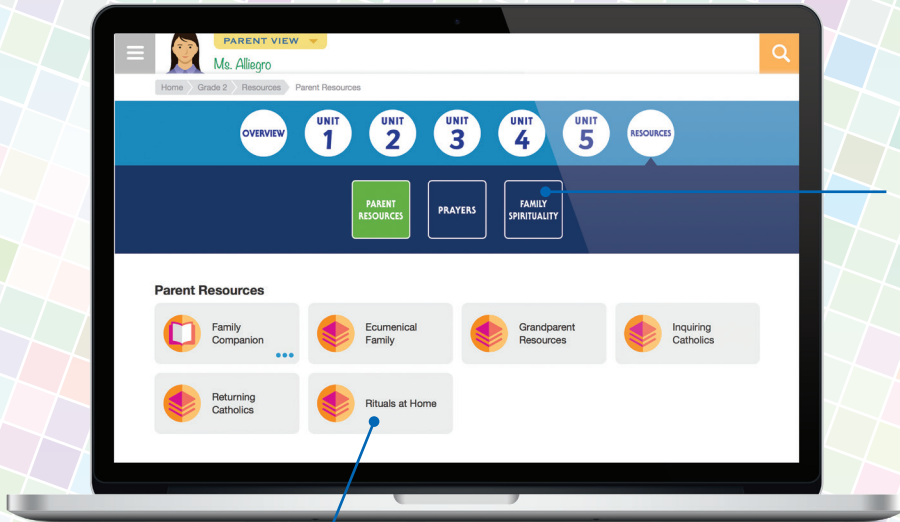 PARENT VIEW
Ms. Alliegro
Home Grade 2 Resources Parent Resources
OVERVIEW
UNIT
1
UNIT
2
UNIT
3
UNIT
4
UNIT
5
RESOURCES
PARENT
RESOURCES
PRAYERS
FAMILY
SPIRITUALITY
Parent Resources
Family
Companion
Ecumenical
Family
Grandparent
Resources
Inquiring
Catholics
Returning
Catholics
Rituals at Home